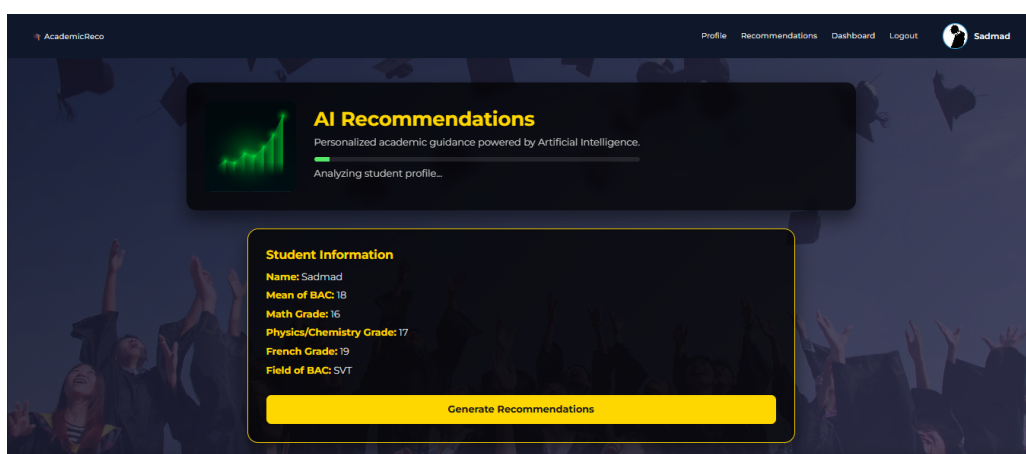 AcademicReco
Profile Recommendations Dashboard Logout Sadmad
AI Recommendations
Personalized academic guidance powered by Artificial Intelligence.
Analyzing student profile...
Student Information
Name: Sadmad
Mean of BAC: 18
Math Grade: 16
Physics/Chemistry Grade: 17
French Grade: 19
Field of BAC: SVT
Generate Recommendations